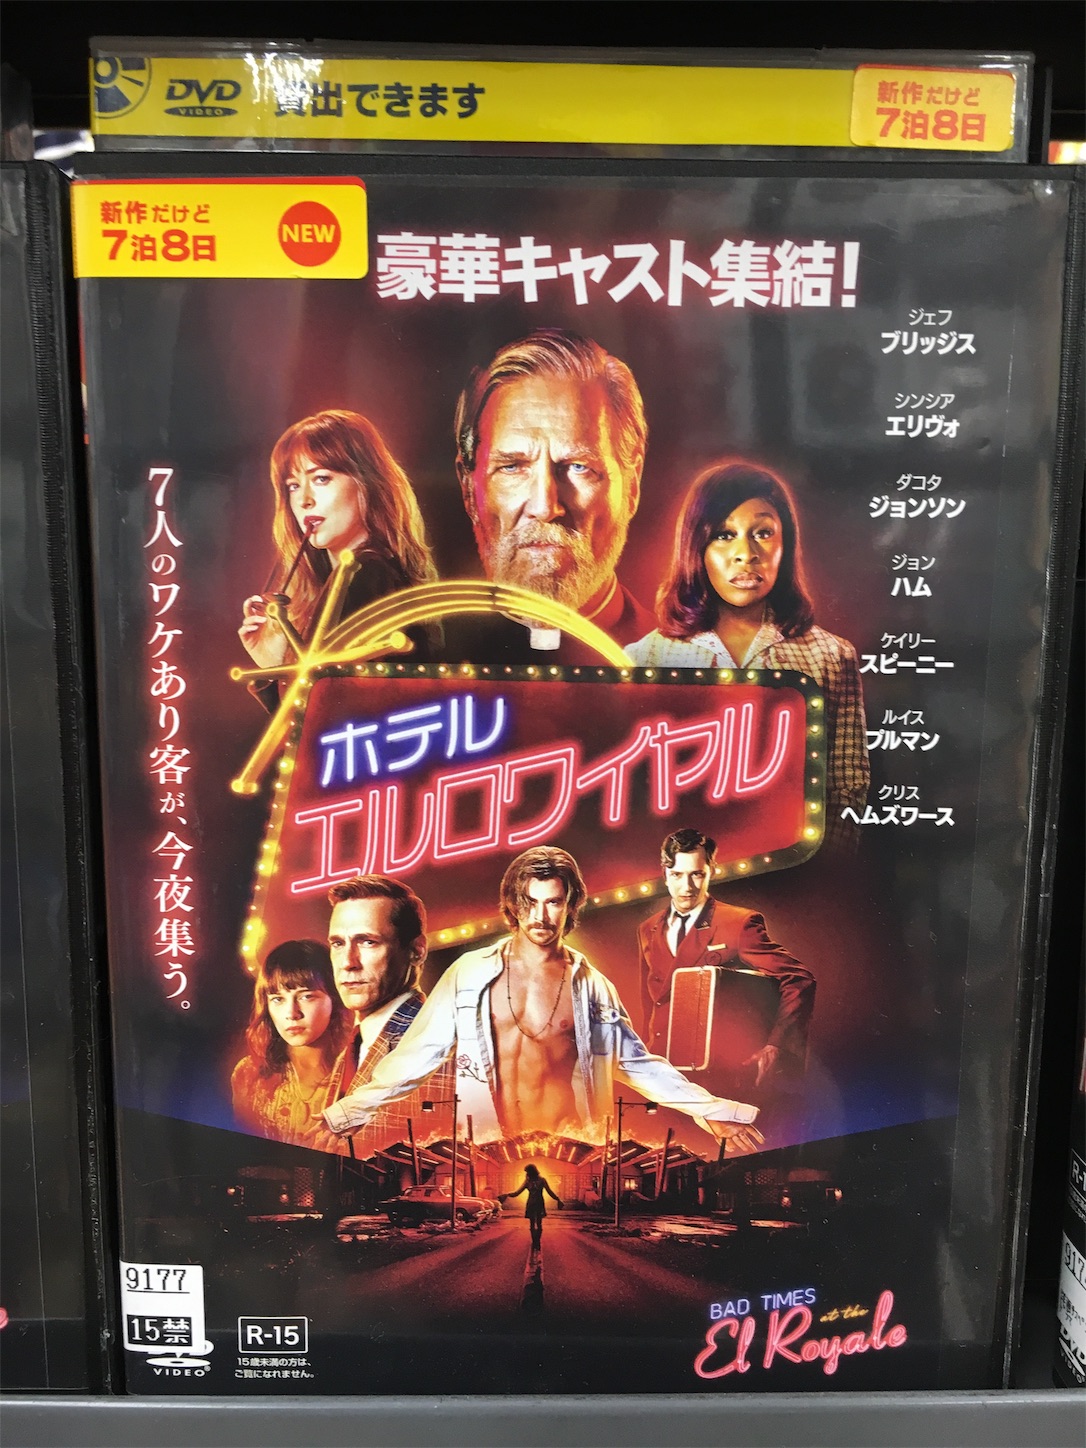 DVD
VIDEO
貸出できます
新作だけど
7泊8日
新作だけど
7泊8日
NEW
豪華キャスト集結!
ジェフ
ブリッジス
シンシア
エリヴォ
ダコタ
ジョンソン
ジョン
ハム
ケイリー
スピーニー
ルイス
プルマン
クリス
ヘムズワース
7人のワケあり客が、今夜集う。
ホテル
エルロワイヤル
9177
15禁
VIDEO
R-15
15歳未満の方は、
ご覧になれません。
BAD TIMES
at the
El Royale